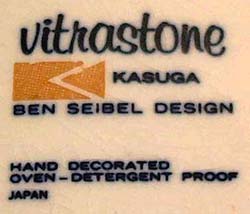 vitrastone
KASUGA
BEN SEIBEL DESIGN
HAND DECORATED
OVEN-DETERGENT PROOF
JAPAN